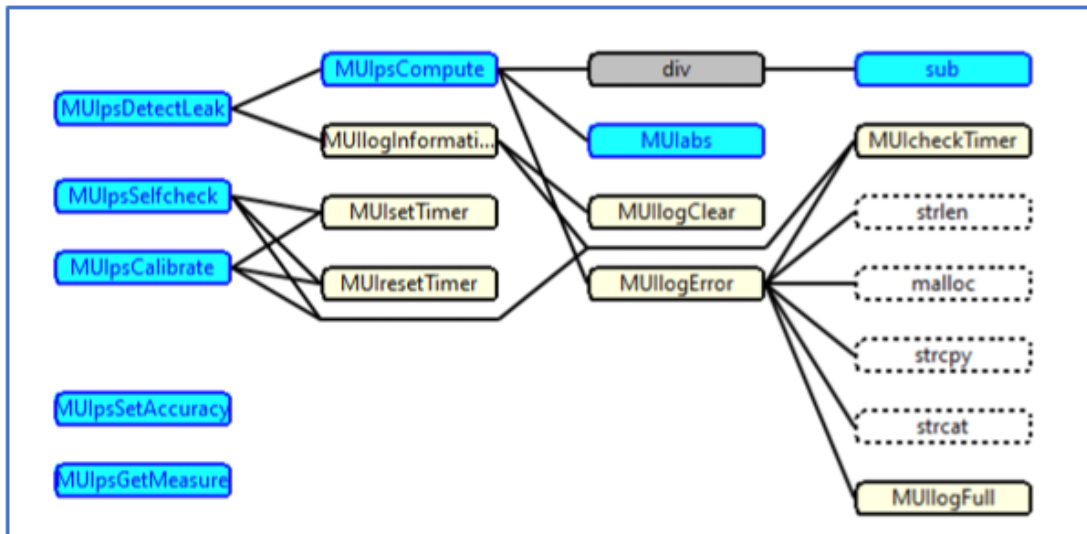 MUIpsCompute
div
sub
MUIpsDetectLeak
MUIlogInformati...
MUIabs
MUIcheckTimer
MUIpsSelfcheck
MUIsetTimer
MUIlogClear
strlen
MUIpsCalibrate
MUIresetTimer
MUIlogError
malloc
strcpy
MUIpsSetAccuracy
strcat
MUIpsGetMeasure
MUIlogFull